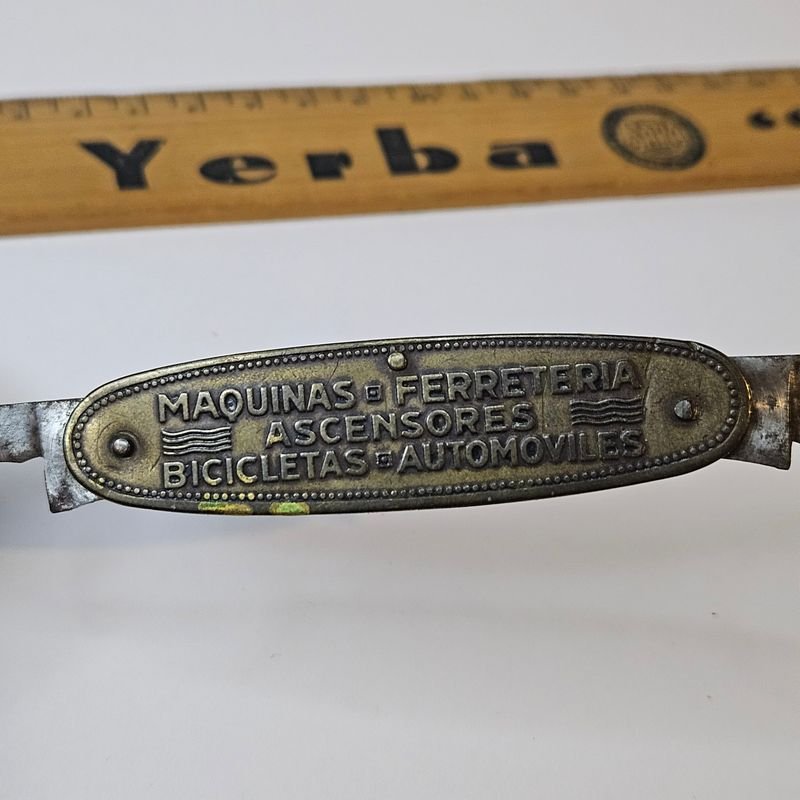 Yerba "
MAQUINAS ▫ FERRETERIA
ASCENSORES
BICICLETAS ▫ AUTOMOVILES